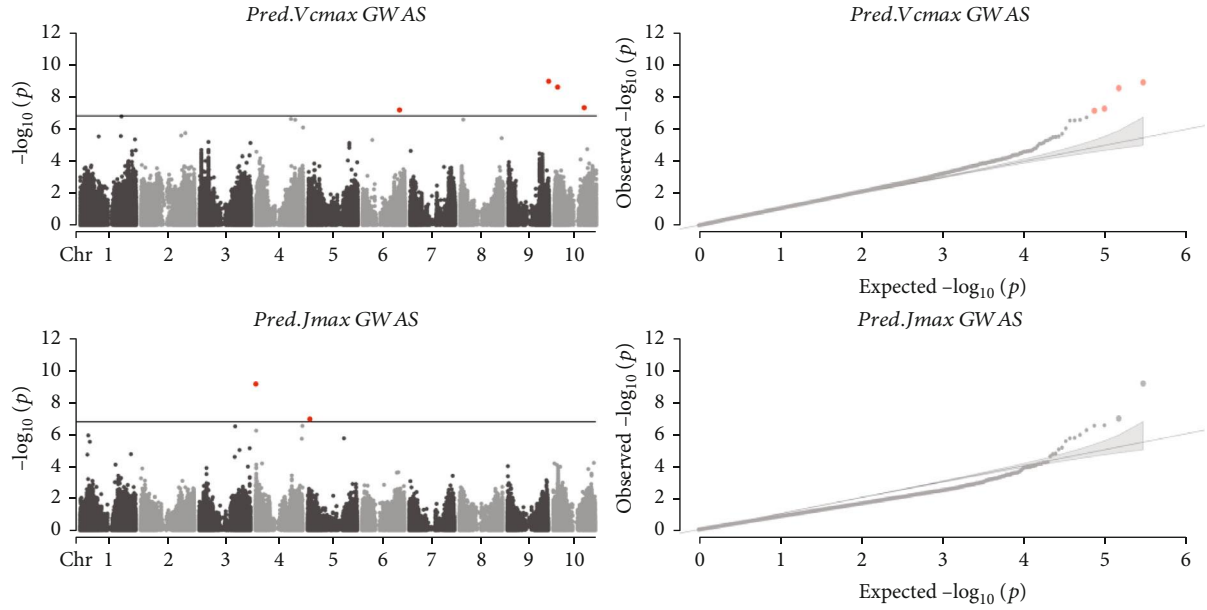 Pred.Vcmax GWAS
12
10
8
6
4
2
0
–log10 (p)
Chr 1 2 3 4 5 6 7 8 9 10
Pred.Vcmax GWAS
12
10
8
6
4
2
0
Observed –log10 (p)
0 1 2 3 4 5 6
Expected –log10 (p)
Pred.Jmax GWAS
12
10
8
6
4
2
0
–log10 (p)
Chr 1 2 3 4 5 6 7 8 9 10
Pred.Jmax GWAS
12
10
8
6
4
2
0
Observed –log10 (p)
0 1 2 3 4 5 6
Expected –log10 (p)